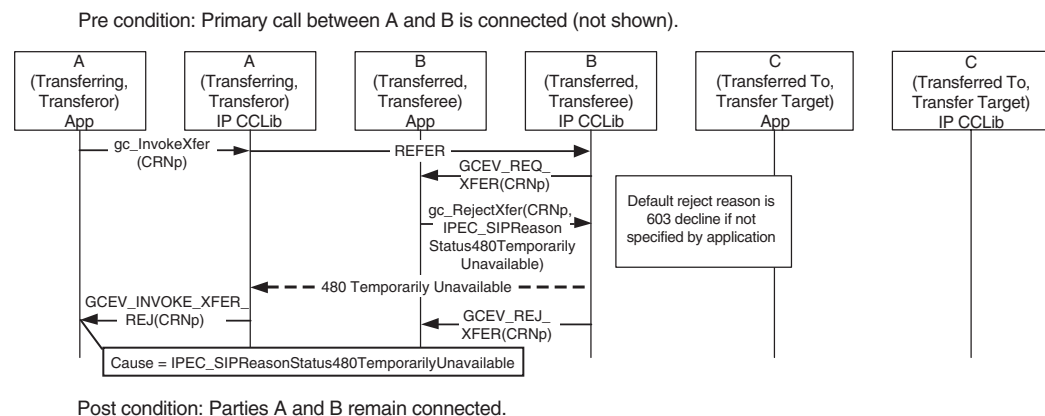 Pre condition: Primary call between A and B is connected (not shown).
A
(Transferring,
Transferor)
App
A
(Transferring,
Transferor)
IP CCLib
B
(Transferred,
Transferee)
App
B
(Transferred,
Transferee)
IP CCLib
C
(Transferred To,
Transfer Target)
App
C
(Transferred To,
Transfer Target)
IP CCLib
gc_InvokeXfer
(CRNp)
REFER
GCEV_REQ_
XFER(CRNp)
gc_RejectXfer(CRNp,
IPEC_SIPReason
Status480Temporarily
Unavailable)
Default reject reason is
603 decline if not
specified by application
480 Temporarily Unavailable
GCEV_INVOKE_XFER_
REJ(CRNp)
GCEV_REJ_
XFER(CRNp)
Cause = IPEC_SIPReasonStatus480TemporarilyUnavailable
Post condition: Parties A and B remain connected.